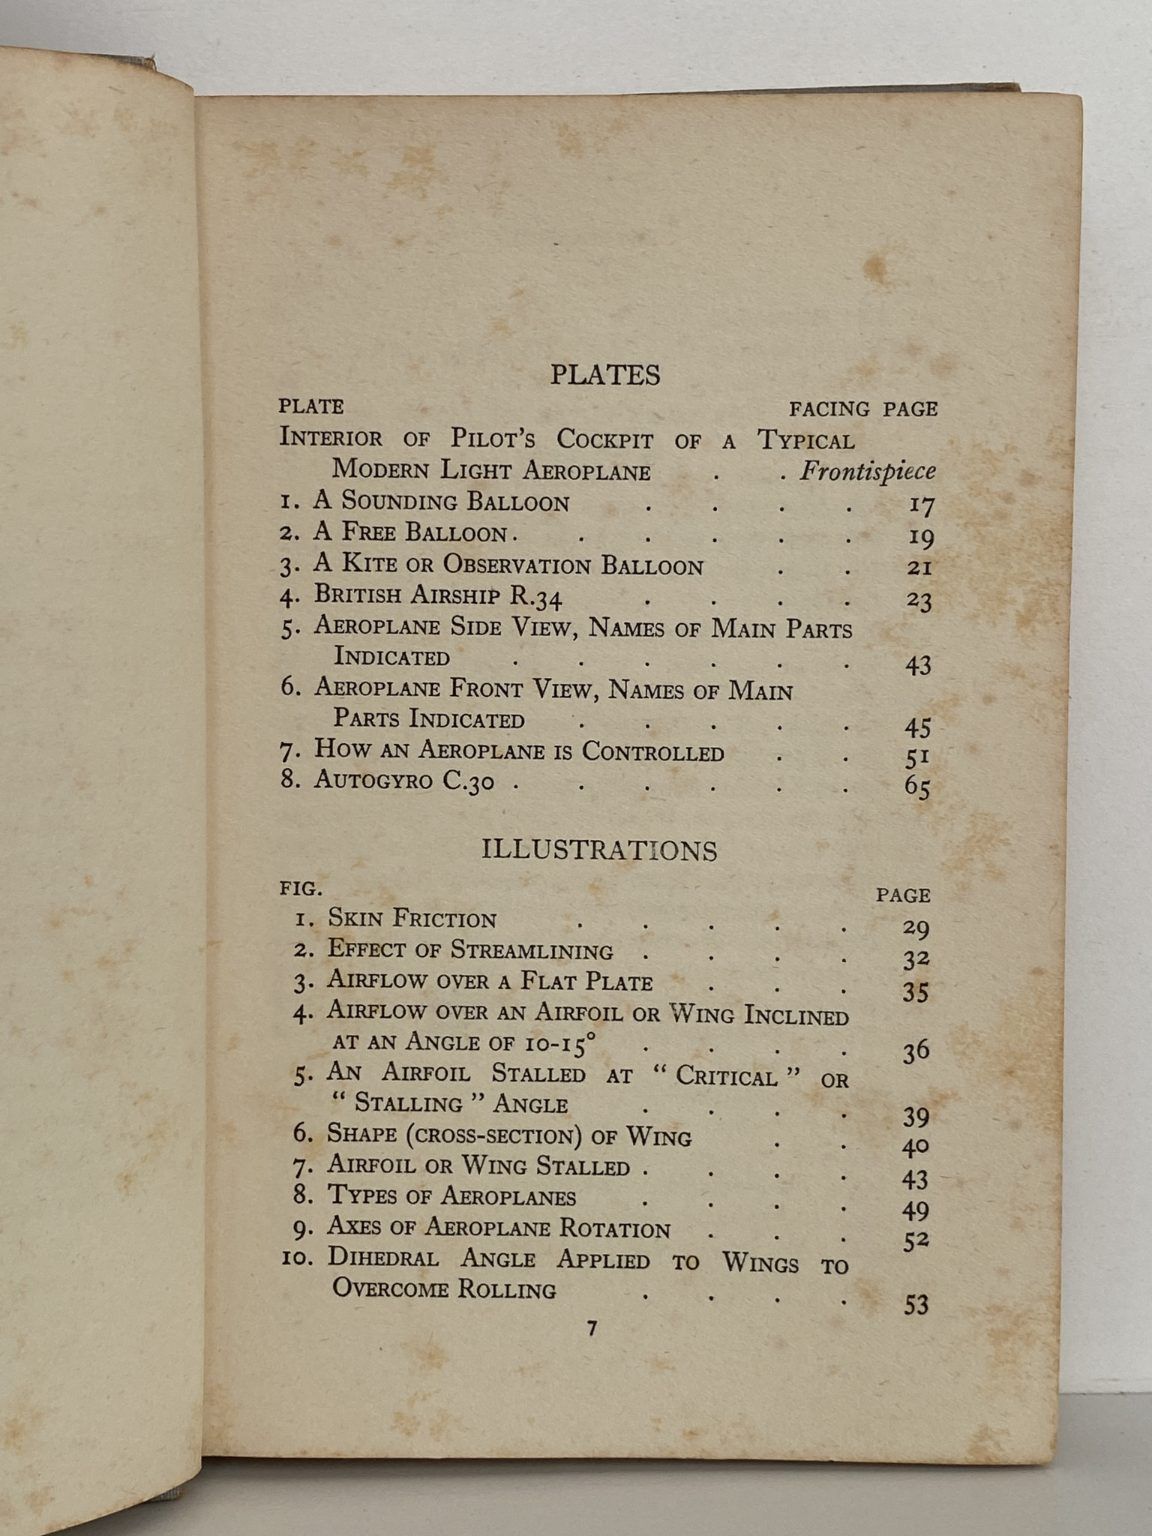 PLATES
PLATE FACING PAGE
INTERIOR OF PILOT'S COCKPIT OF A TYPICAL
MODERN LIGHT AEROPLANE . . Frontispiece
1. A SOUNDING BALLOON . . . . 17
2. A FREE BALLOON . . . . . . 19
3. A KITE OR OBSERVATION BALLOON . . 21
4. BRITISH AIRSHIP R.34 . . . . 23
5. AEROPLANE SIDE VIEW, NAMES OF MAIN PARTS
INDICATED . . . . . . 43
6. AEROPLANE FRONT VIEW, NAMES OF MAIN
PARTS INDICATED . . . . . 45
7. HOW AN AEROPLANE IS CONTROLLED . . 51
8. AUTOGYRO C.30 . . . . . . 65
ILLUSTRATIONS
FIG. PAGE
1. SKIN FRICTION . . . . . 29
2. EFFECT OF STREAMLINING . . . . 32
3. AIRFLOW OVER A FLAT PLATE . . . 35
4. AIRFLOW OVER AN AIRFOIL OR WING INCLINED
AT AN ANGLE OF 10-15° . . . . 36
5. AN AIRFOIL STALLED AT " CRITICAL " OR
" STALLING " ANGLE . . . . 39
6. SHAPE (CROSS-SECTION) OF WING . . 40
7. AIRFOIL OR WING STALLED . . . . 43
8. TYPES OF AEROPLANES . . . . 49
9. AXES OF AEROPLANE ROTATION . . . 52
10. DIHEDRAL ANGLE APPLIED TO WINGS TO
OVERCOME ROLLING . . . . 53
7